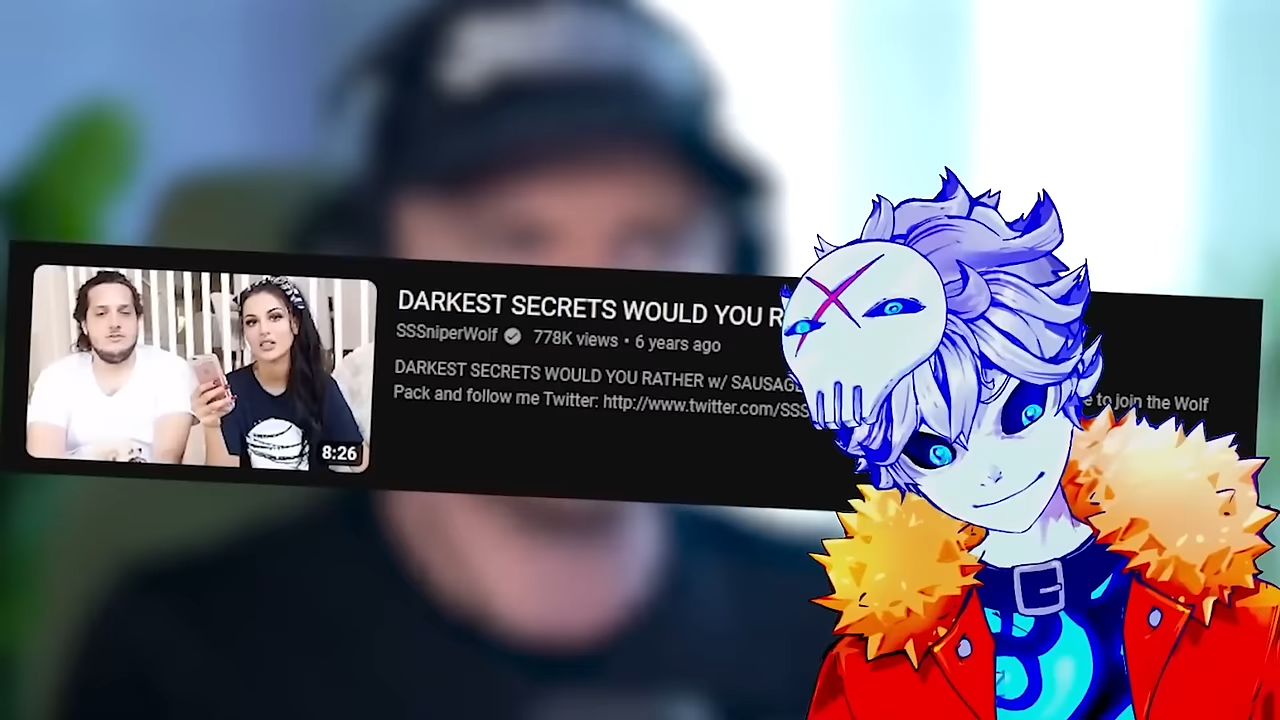 DARKEST SECRETS WOULD YOU
SSSniperWolf 778K views • 6 years ago
DARKEST SECRETS WOULD YOU RATHER w/
Pack and follow me Twitter: http://www.twitter.com/SSS
to join the Wolf
8:26